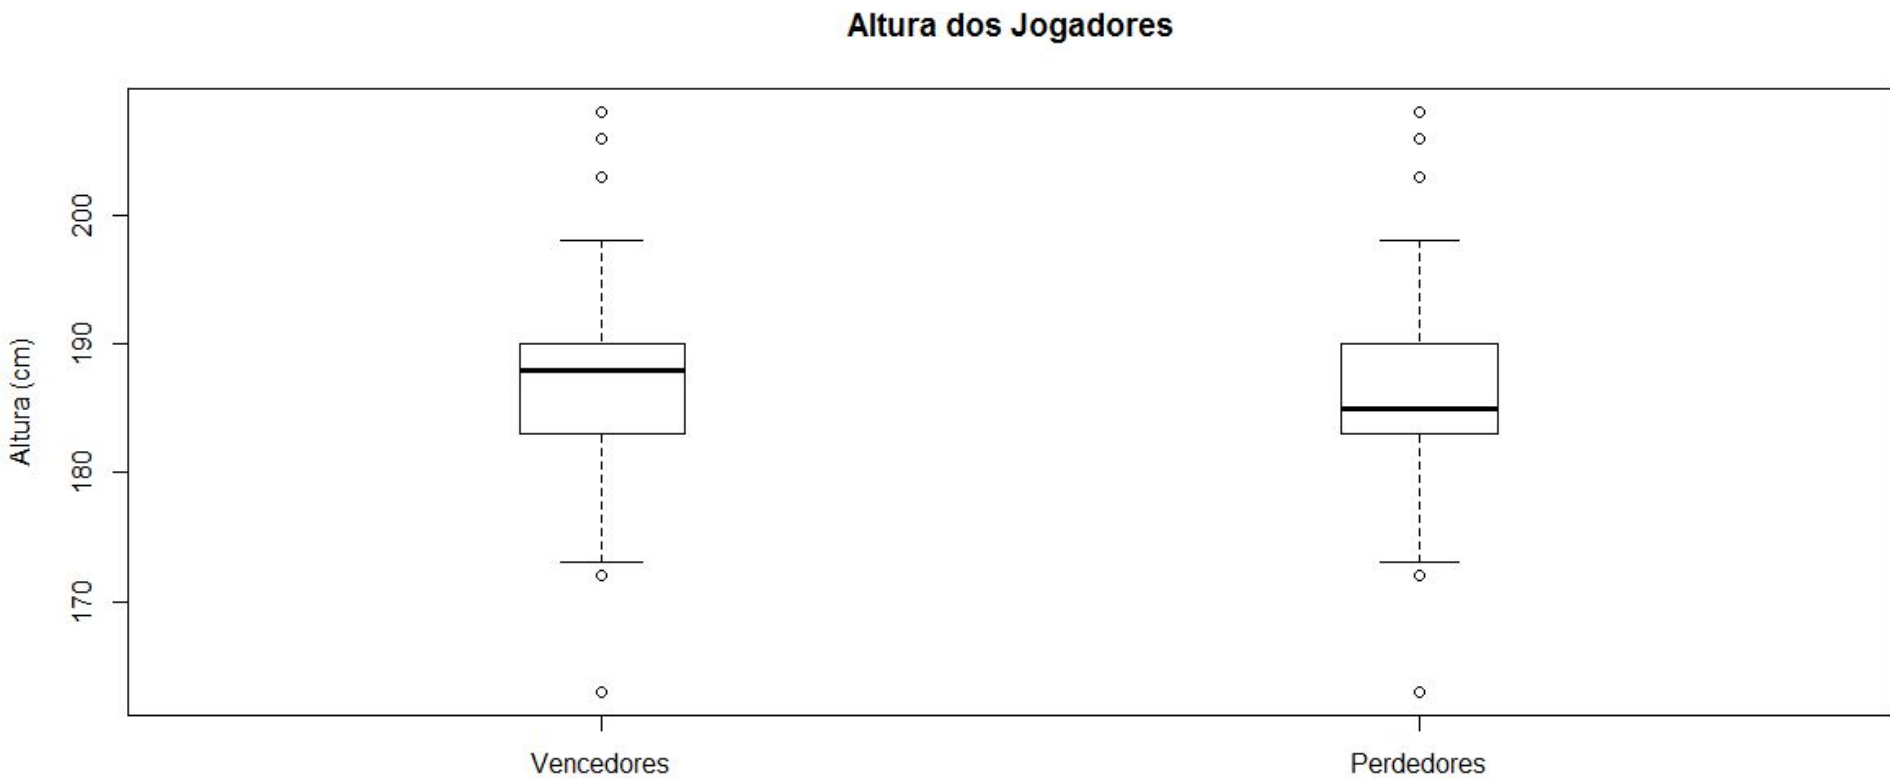 Altura dos Jogadores
Altura (cm)
200
190
180
170
Vencedores
Perdedores